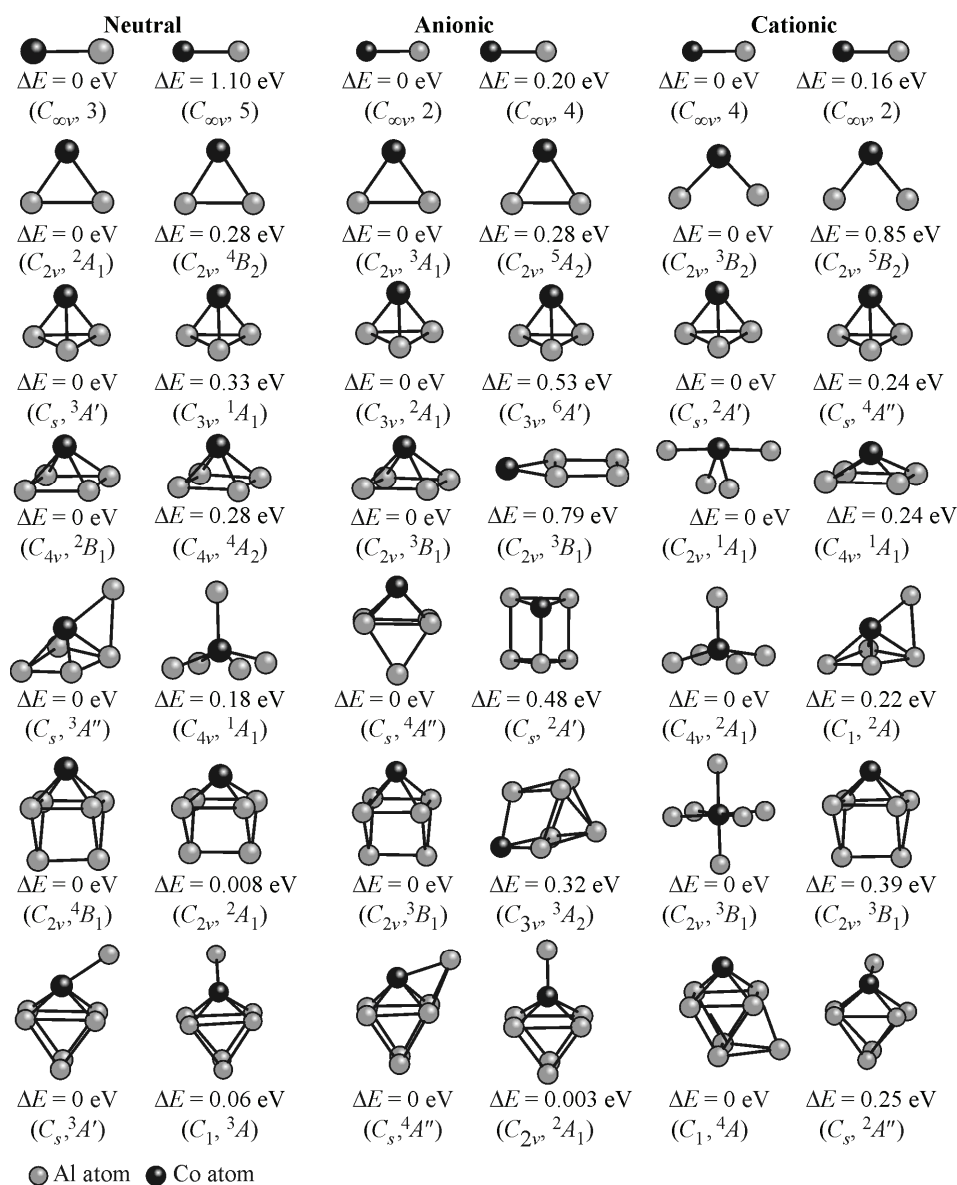 Neutral Anionic Cationic
ΔE = 0 eV ΔE = 1.10 eV ΔE = 0 eV ΔE = 0.20 eV ΔE = 0 eV ΔE = 0.16 eV
(C∞v, 3) (C∞v, 5) (C∞v, 2) (C∞v, 4) (C∞v, 4) (C∞v, 2)
ΔE = 0 eV ΔE = 0.28 eV ΔE = 0 eV ΔE = 0.28 eV ΔE = 0 eV ΔE = 0.85 eV
(C2v, ²A1) (C2v, ⁴B2) (C2v, ³A1) (C2v, ⁵A2) (C2v, ³B2) (C2v, ⁵B2)
ΔE = 0 eV ΔE = 0.33 eV ΔE = 0 eV ΔE = 0.53 eV ΔE = 0 eV ΔE = 0.24 eV
(Cs, ³A′) (C3v, ¹A1) (C3v, ²A1) (C3v, ⁶A′) (Cs, ²A′) (Cs, ⁴A″)
ΔE = 0 eV ΔE = 0.28 eV ΔE = 0 eV ΔE = 0.79 eV ΔE = 0 eV ΔE = 0.24 eV
(C4v, ²B1) (C4v, ⁴A2) (C2v, ³B1) (C2v, ³B1) (C2v, ¹A1) (C4v, ¹A1)
ΔE = 0 eV ΔE = 0.18 eV ΔE = 0 eV ΔE = 0.48 eV ΔE = 0 eV ΔE = 0.22 eV
(Cs, ³A″) (C4v, ¹A1) (Cs, ⁴A″) (Cs, ²A′) (C4v, ²A1) (C1, ²A)
ΔE = 0 eV ΔE = 0.008 eV ΔE = 0 eV ΔE = 0.32 eV ΔE = 0 eV ΔE = 0.39 eV
(C2v,⁴B1) (C2v, ²A1) (C2v,³B1) (C3v, ³A2) (C2v, ³B1) (C2v, ³B1)
ΔE = 0 eV ΔE = 0.06 eV ΔE = 0 eV ΔE = 0.003 eV ΔE = 0 eV ΔE = 0.25 eV
(Cs,³A′) (C1, ³A) (Cs,⁴A″) (C2v, ²A1) (C1, ⁴A) (Cs, ²A″)
Al atom Co atom